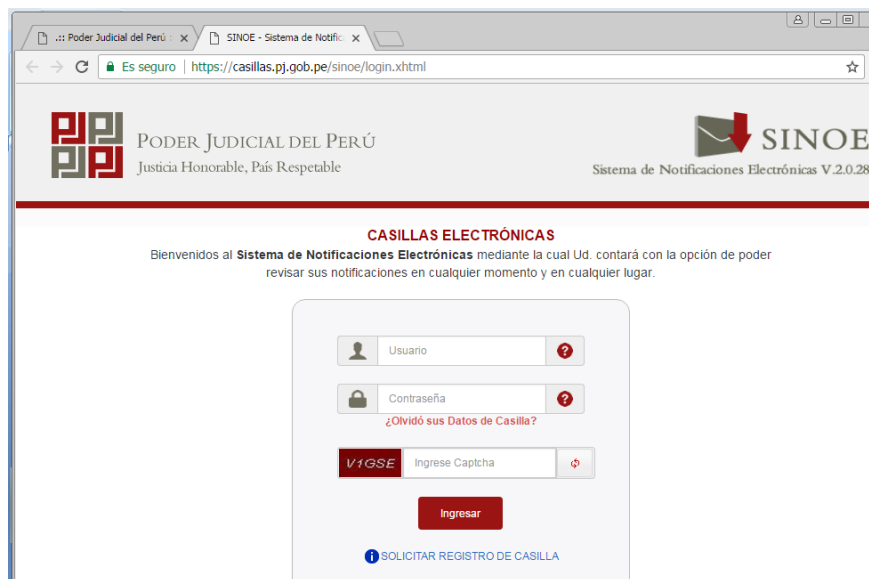 .:: Poder Judicial del Perú :
SINOE - Sistema de Notific
Es seguro | https://casillas.pj.gob.pe/sinoe/login.xhtml
PODER JUDICIAL DEL PERÚ
Justicia Honorable, País Respetable
SINOE
Sistema de Notificaciones Electrónicas V.2.0.28
CASILLAS ELECTRÓNICAS
Bienvenidos al Sistema de Notificaciones Electrónicas mediante la cual Ud. contará con la opción de poder
revisar sus notificaciones en cualquier momento y en cualquier lugar.
Usuario
Contraseña
¿Olvidó sus Datos de Casilla?
V1GSE Ingrese Captcha
Ingresar
SOLICITAR REGISTRO DE CASILLA